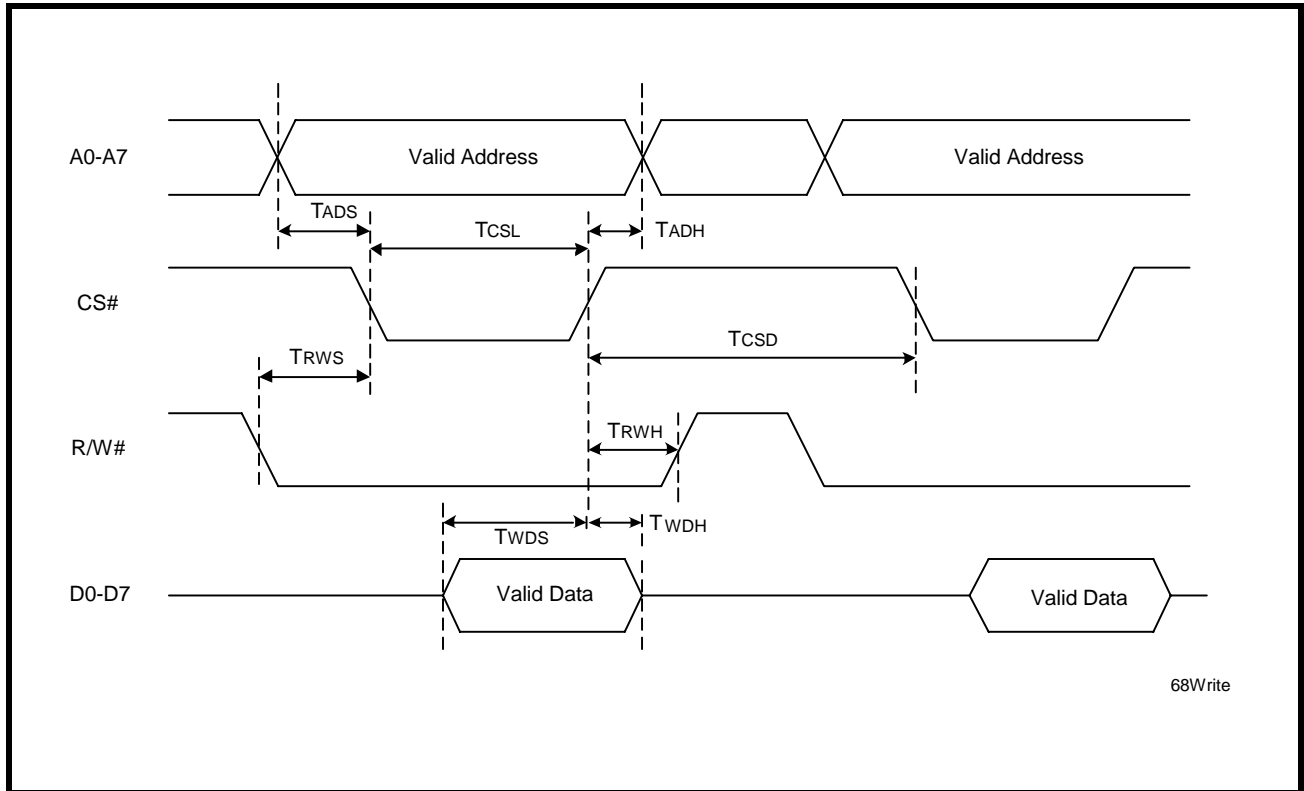 A0-A7
Valid Address
Valid Address
TADS
TCSL
TADH
CS#
TCSD
TRWS
R/W#
TRWH
TWDS
TWDH
D0-D7
Valid Data
Valid Data
68Write